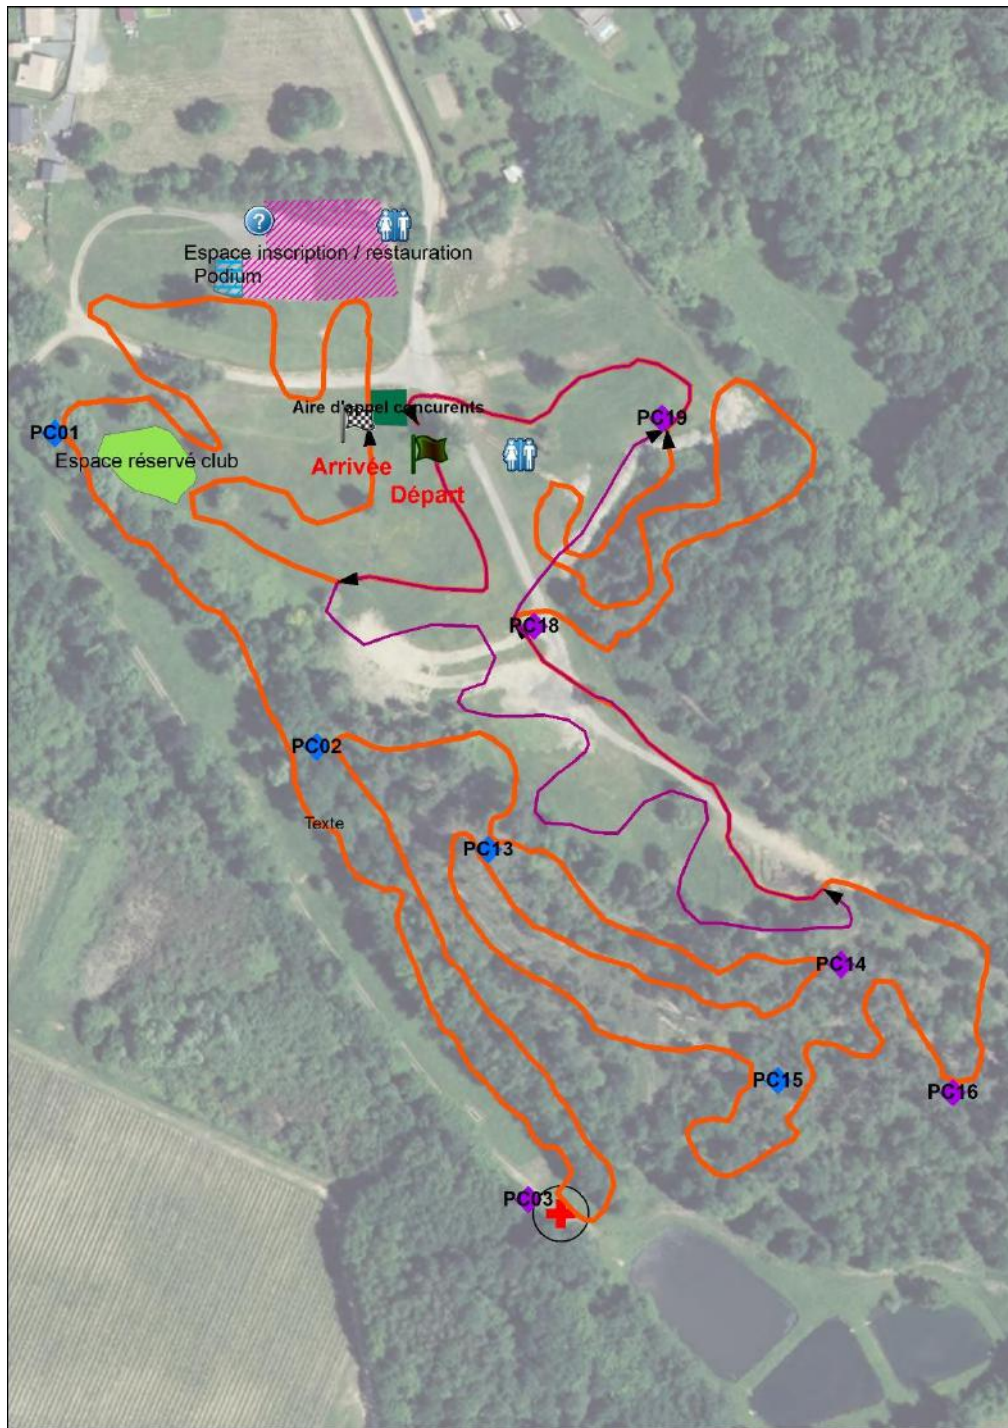 ?
Espace inscription / restauration
Podium
Aire d'appel concurents
PC19
PC01
Espace réservé club
Arrivée
Départ
PC18
PC02
Texte
PC13
PC14
PC15
PC16
PC03